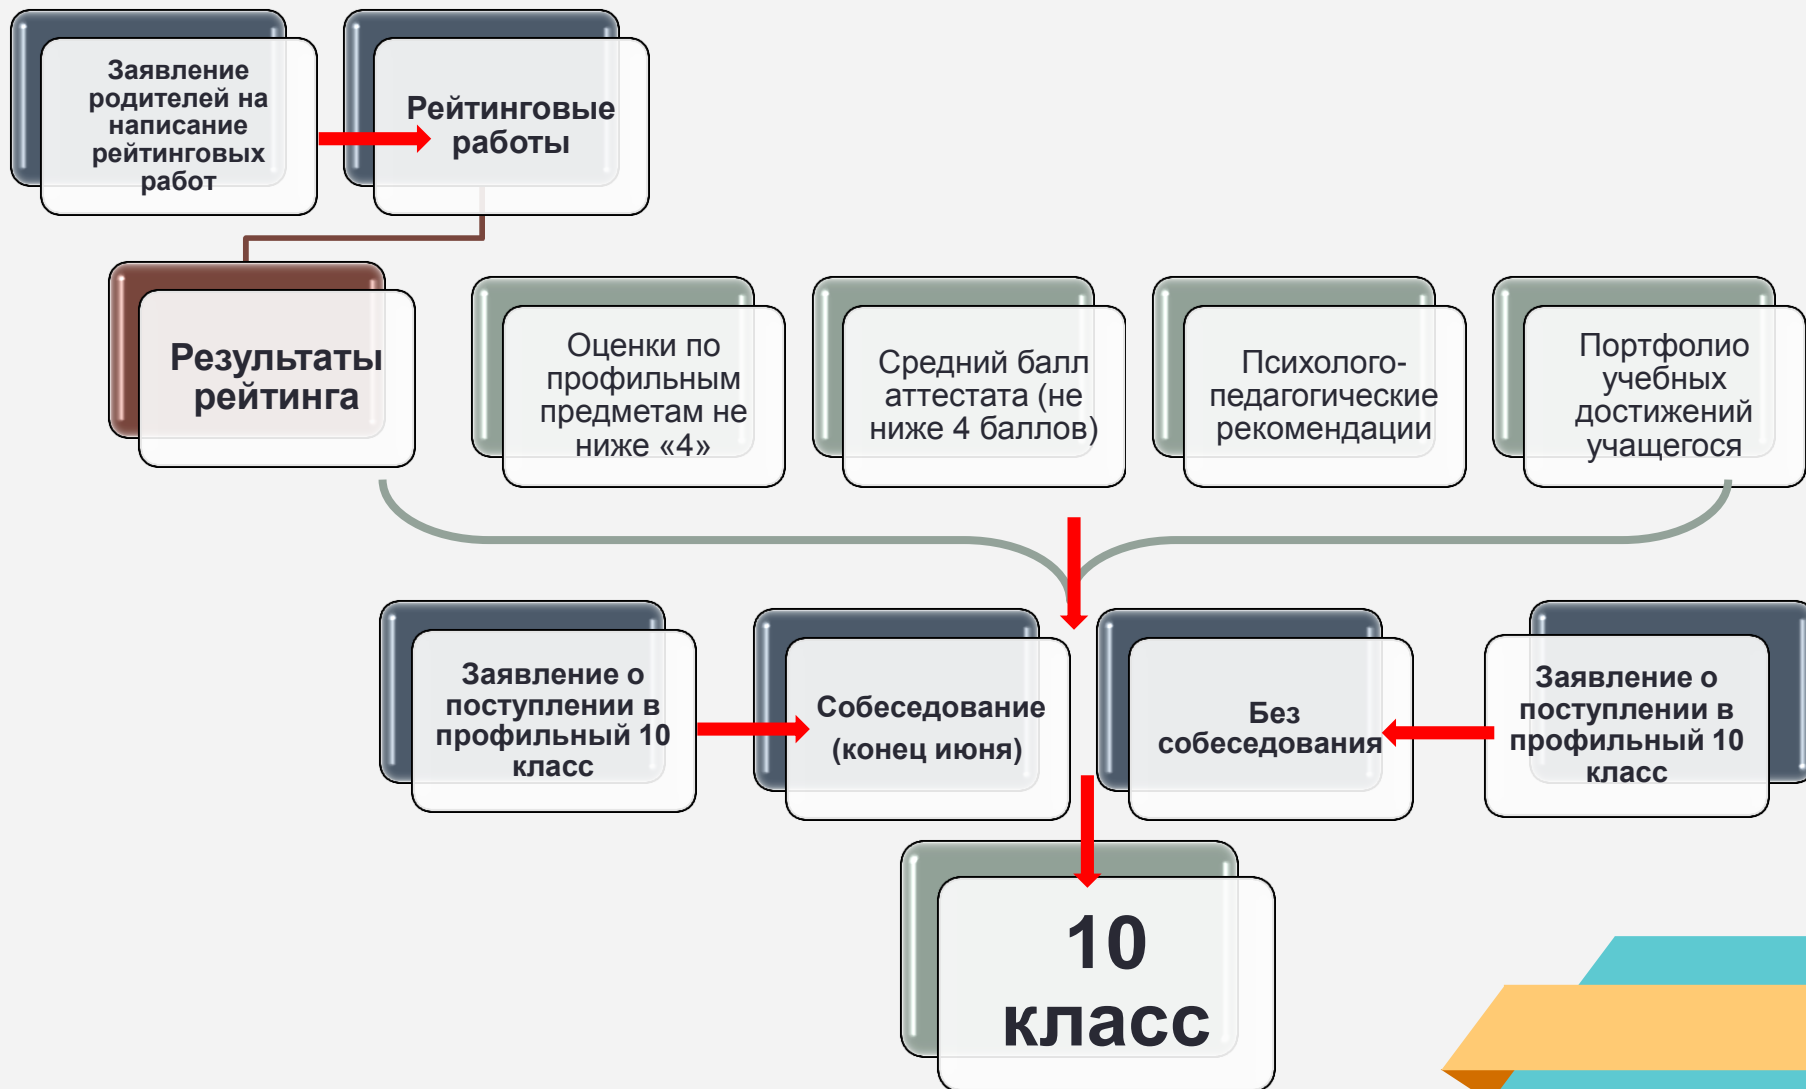 Заявление
родителей на
написание
рейтинговых
работ
Рейтинговые
работы
Результаты
рейтинга
Оценки по
профильным
предметам не
ниже «4»
Средний балл
аттестата (не
ниже 4 баллов)
Психолого-
педагогические
рекомендации
Портфолио
учебных
достижений
учащегося
Заявление о
поступлении в
профильный 10
класс
Собеседование
(конец июня)
Без
собеседования
Заявление о
поступлении в
профильный 10
класс
10
класс